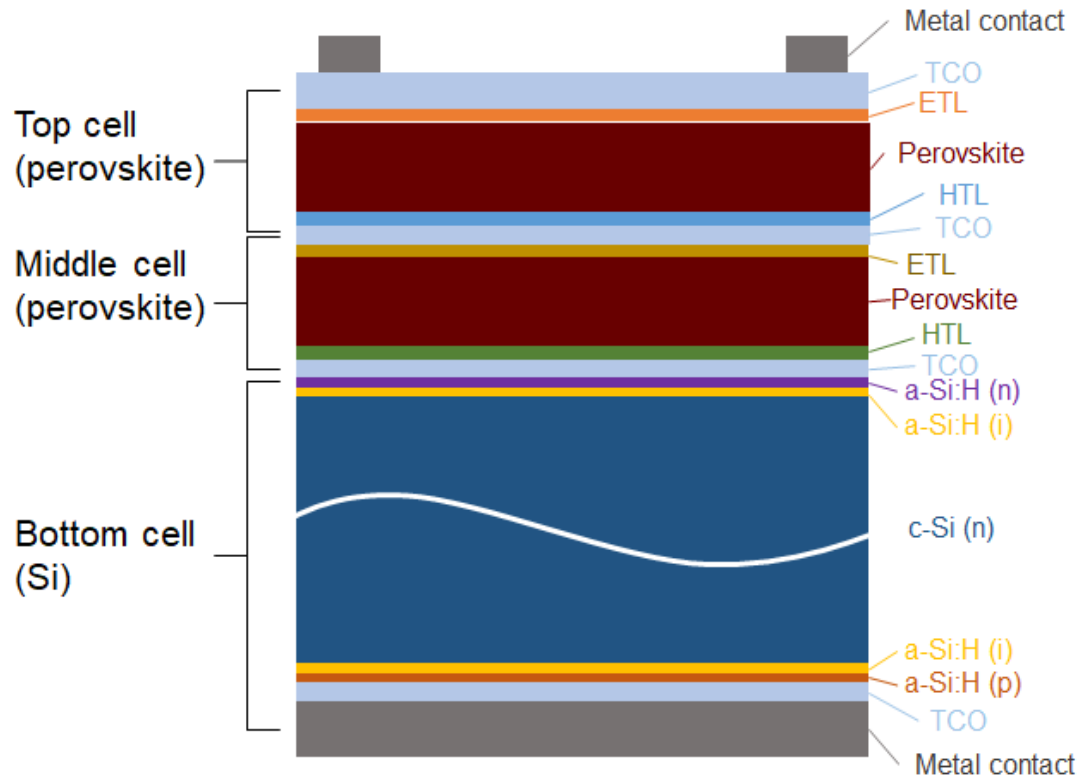 Metal contact
TCO
ETL
Top cell
(perovskite)
Perovskite
HTL
TCO
Middle cell
(perovskite)
ETL
Perovskite
HTL
TCO
a-Si:H (n)
a-Si:H (i)
Bottom cell
(Si)
c-Si (n)
a-Si:H (i)
a-Si:H (p)
TCO
Metal contact